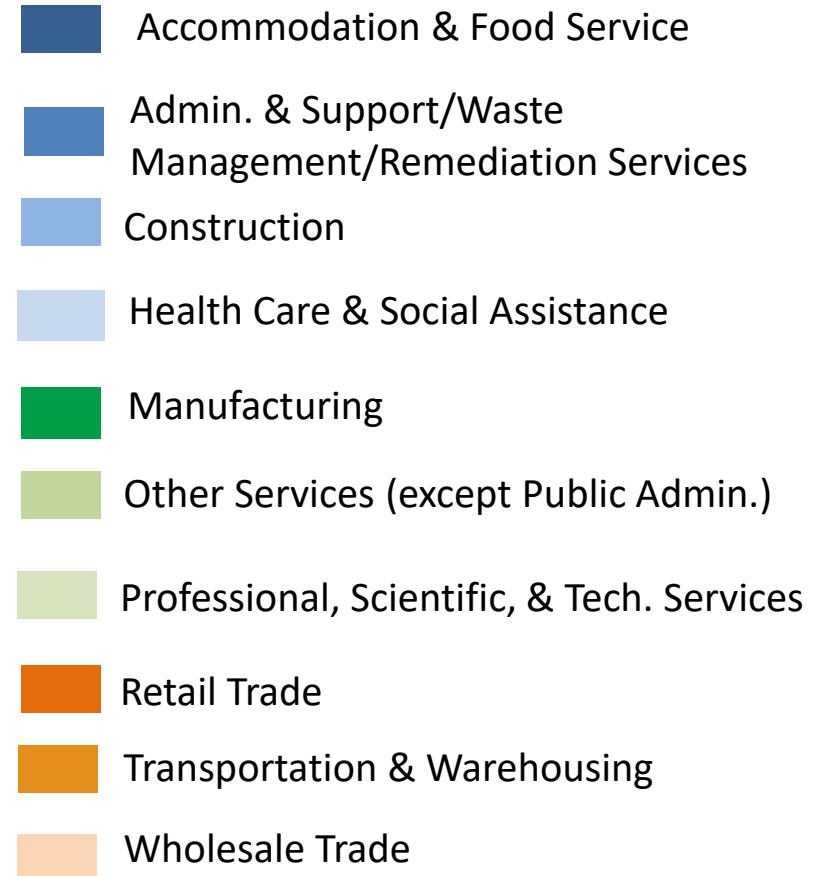 Accommodation & Food Service
Admin. & Support/Waste
Management/Remediation Services
Construction
Health Care & Social Assistance
Manufacturing
Other Services (except Public Admin.)
Professional, Scientific, & Tech. Services
Retail Trade
Transportation & Warehousing
Wholesale Trade